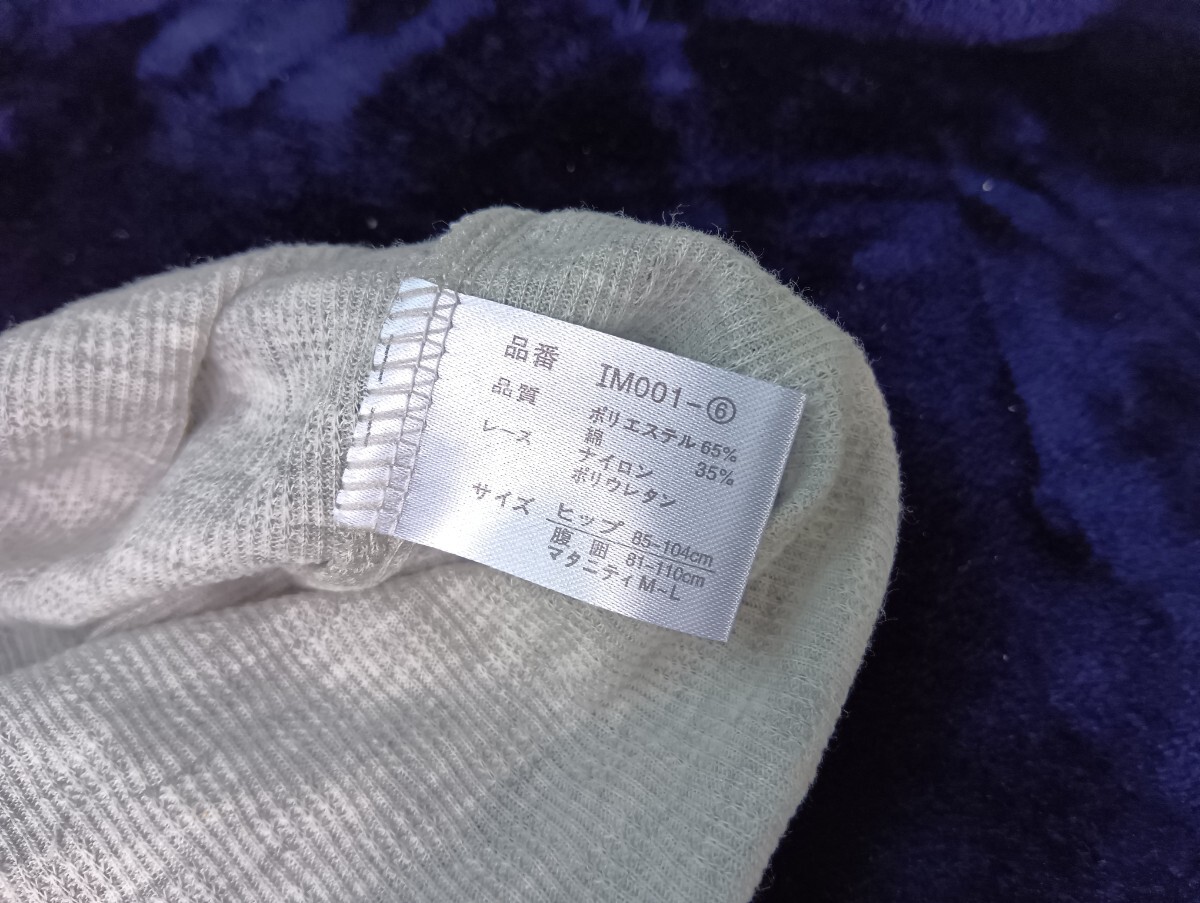 品番 IM001-⑥
品質 ポリエステル 65%
綿 35%
レース ナイロン
ポリウレタン
サイズ ヒップ 85-104cm
腹囲 81-110cm
マタニティ M~L